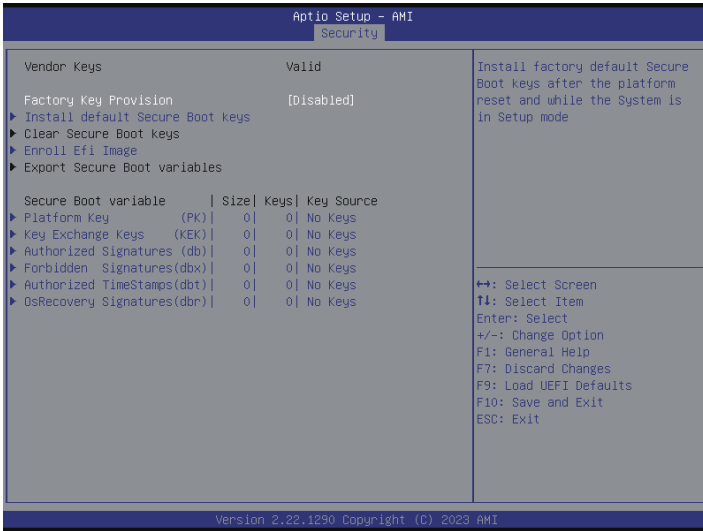 Aptio Setup – AMI
Security
Vendor Keys Valid
Factory Key Provision [Disabled]
Install default Secure Boot keys
Clear Secure Boot keys
Enroll Efi Image
Export Secure Boot variables
Secure Boot variable | Size| Keys| Key Source
Platform Key (PK)| 0| 0| No Keys
Key Exchange Keys (KEK)| 0| 0| No Keys
Authorized Signatures (db)| 0| 0| No Keys
Forbidden Signatures(dbx)| 0| 0| No Keys
Authorized TimeStamps(dbt)| 0| 0| No Keys
OsRecovery Signatures(dbr)| 0| 0| No Keys
Install factory default Secure
Boot keys after the platform
reset and while the System is
in Setup mode
↔: Select Screen
↑↓: Select Item
Enter: Select
+/-: Change Option
F1: General Help
F7: Discard Changes
F9: Load UEFI Defaults
F10: Save and Exit
ESC: Exit
Version 2.22.1290 Copyright (C) 2023 AMI